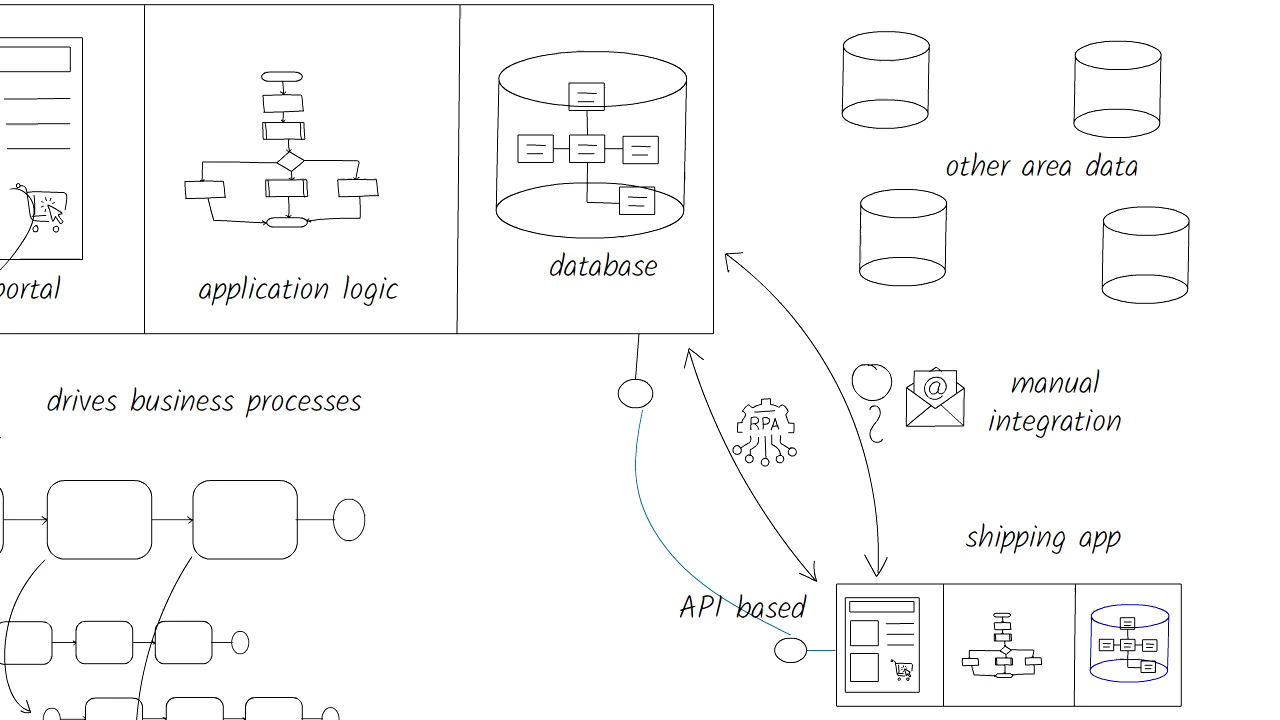 other area data
database
portal
application logic
manual
integration
drives business processes
@
RPA
shipping app
API based